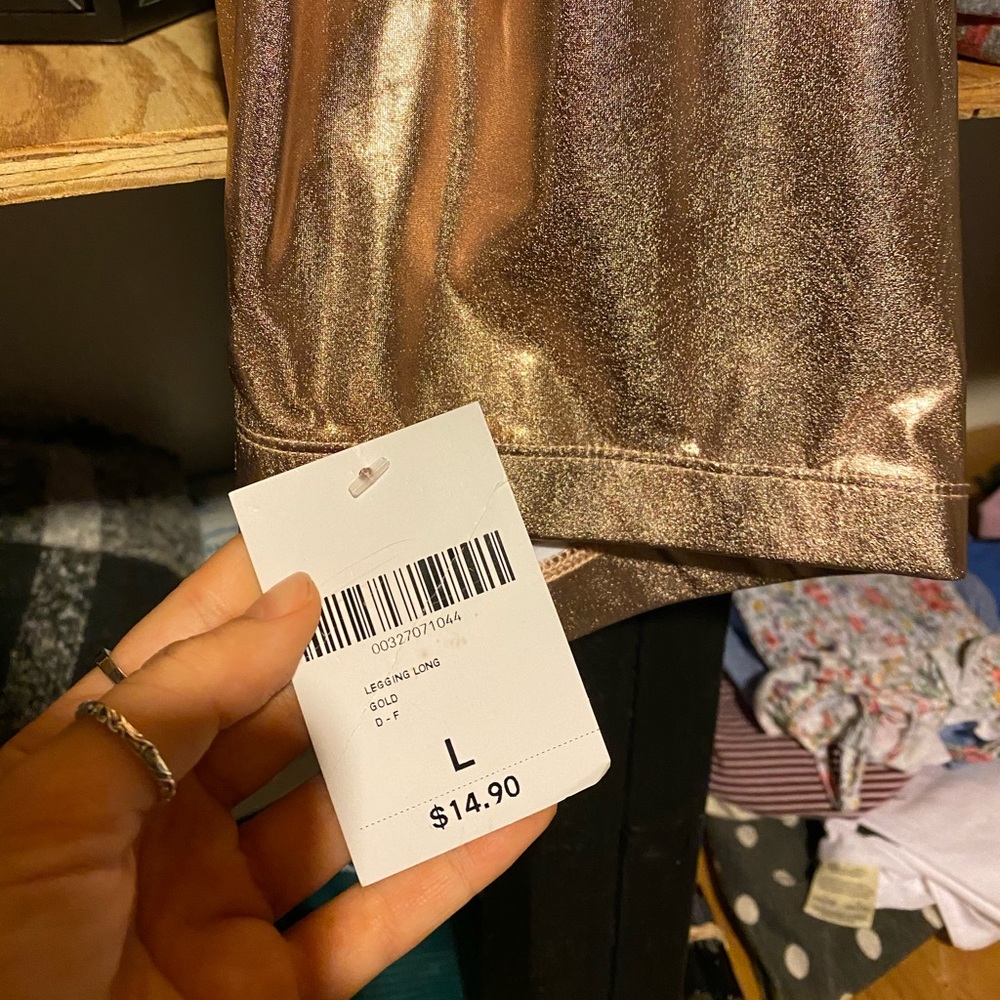 00327071044
LEGGING LONG
GOLD
D - F
L
$14.90